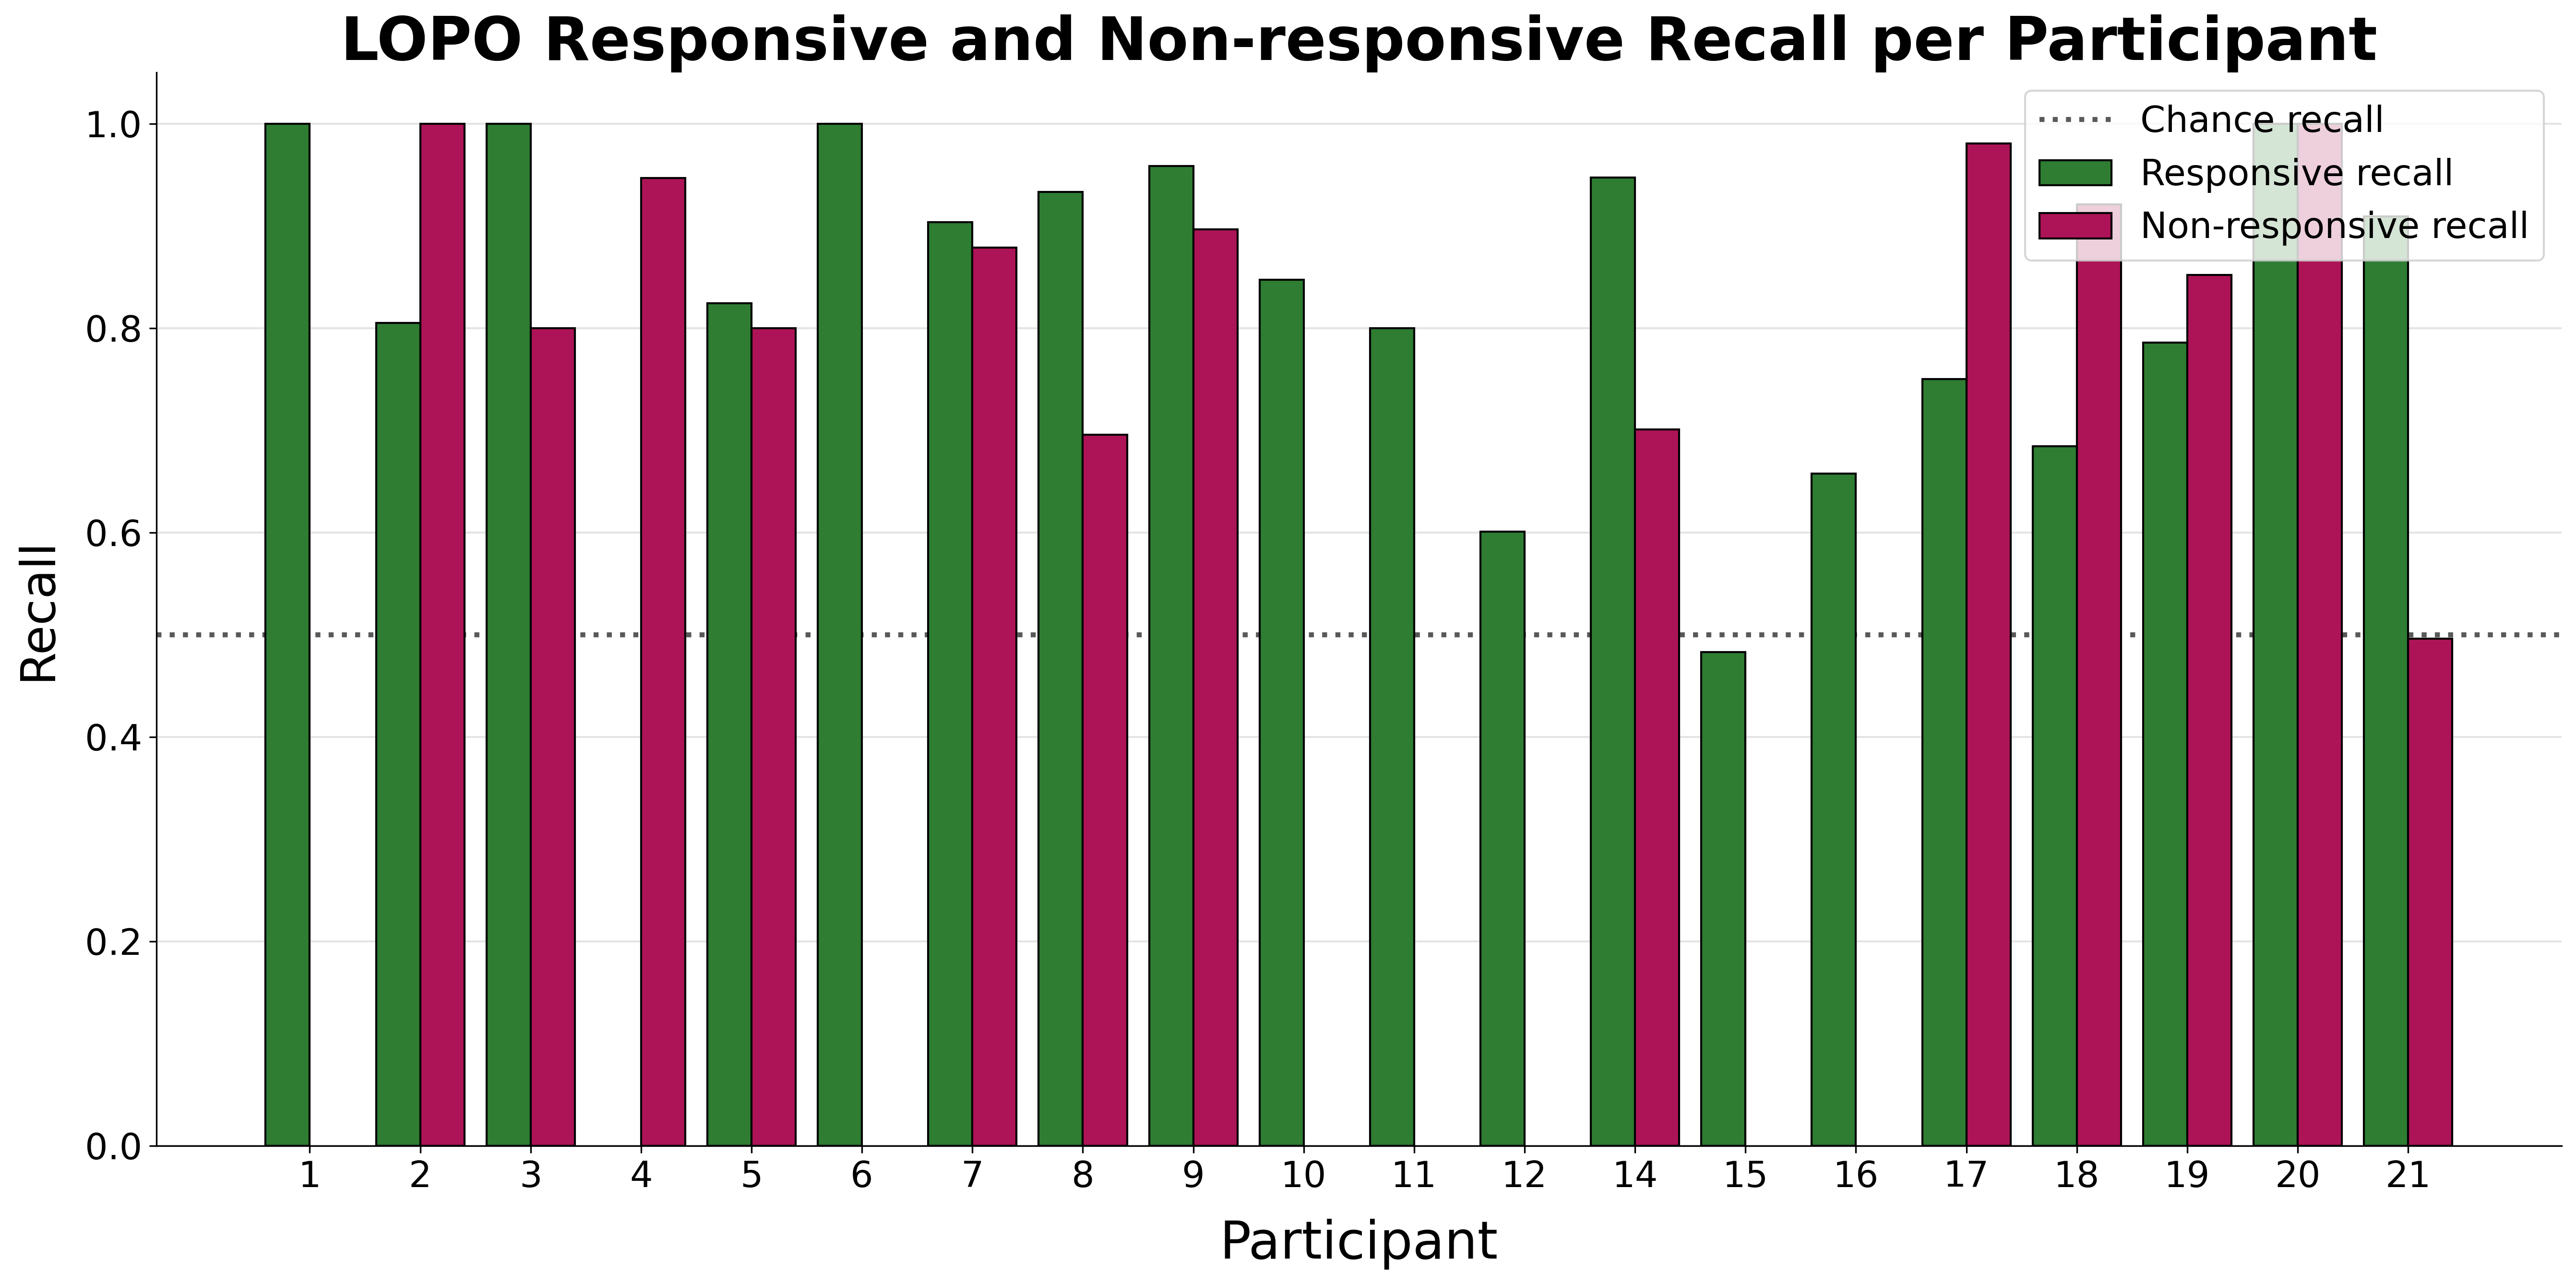 LOPO Responsive and Non-responsive Recall per Participant
Chance recall
Responsive recall
Non-responsive recall
Recall
1.0
0.8
0.6
0.4
0.2
0.0
1 2 3 4 5 6 7 8 9 10 11 12 14 15 16 17 18 19 20 21
Participant